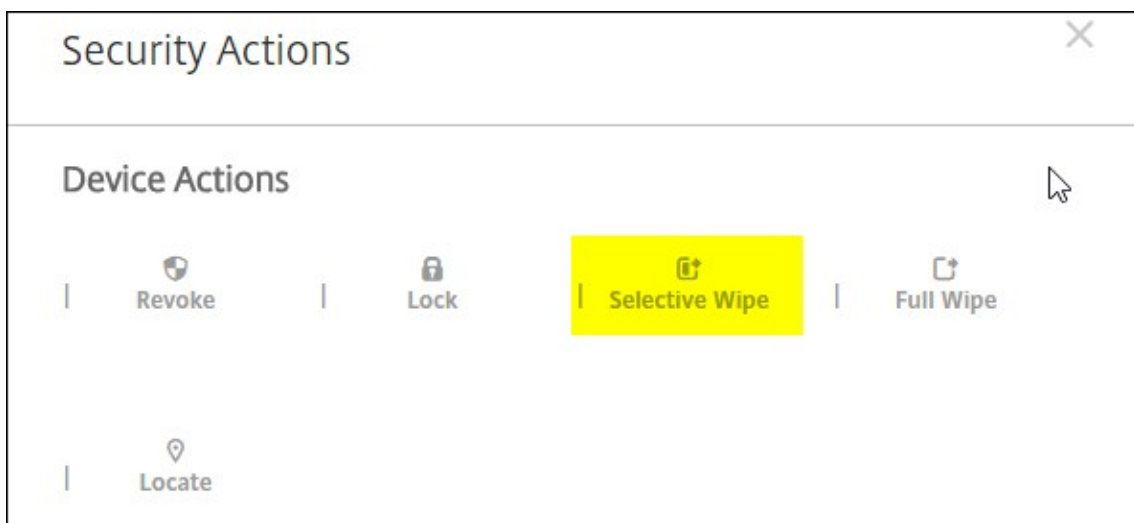 Security Actions
Device Actions
Revoke
Lock
Selective Wipe
Full Wipe
Locate